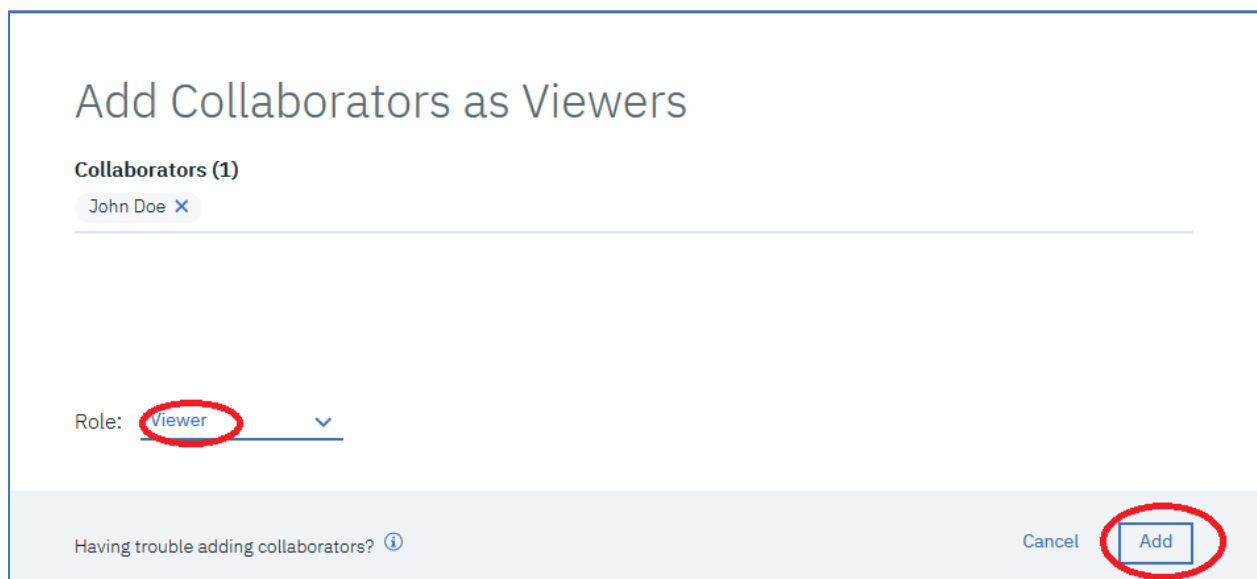 Add Collaborators as Viewers
Collaborators (1)
John Doe ×
Role: Viewer
Having trouble adding collaborators? Cancel Add